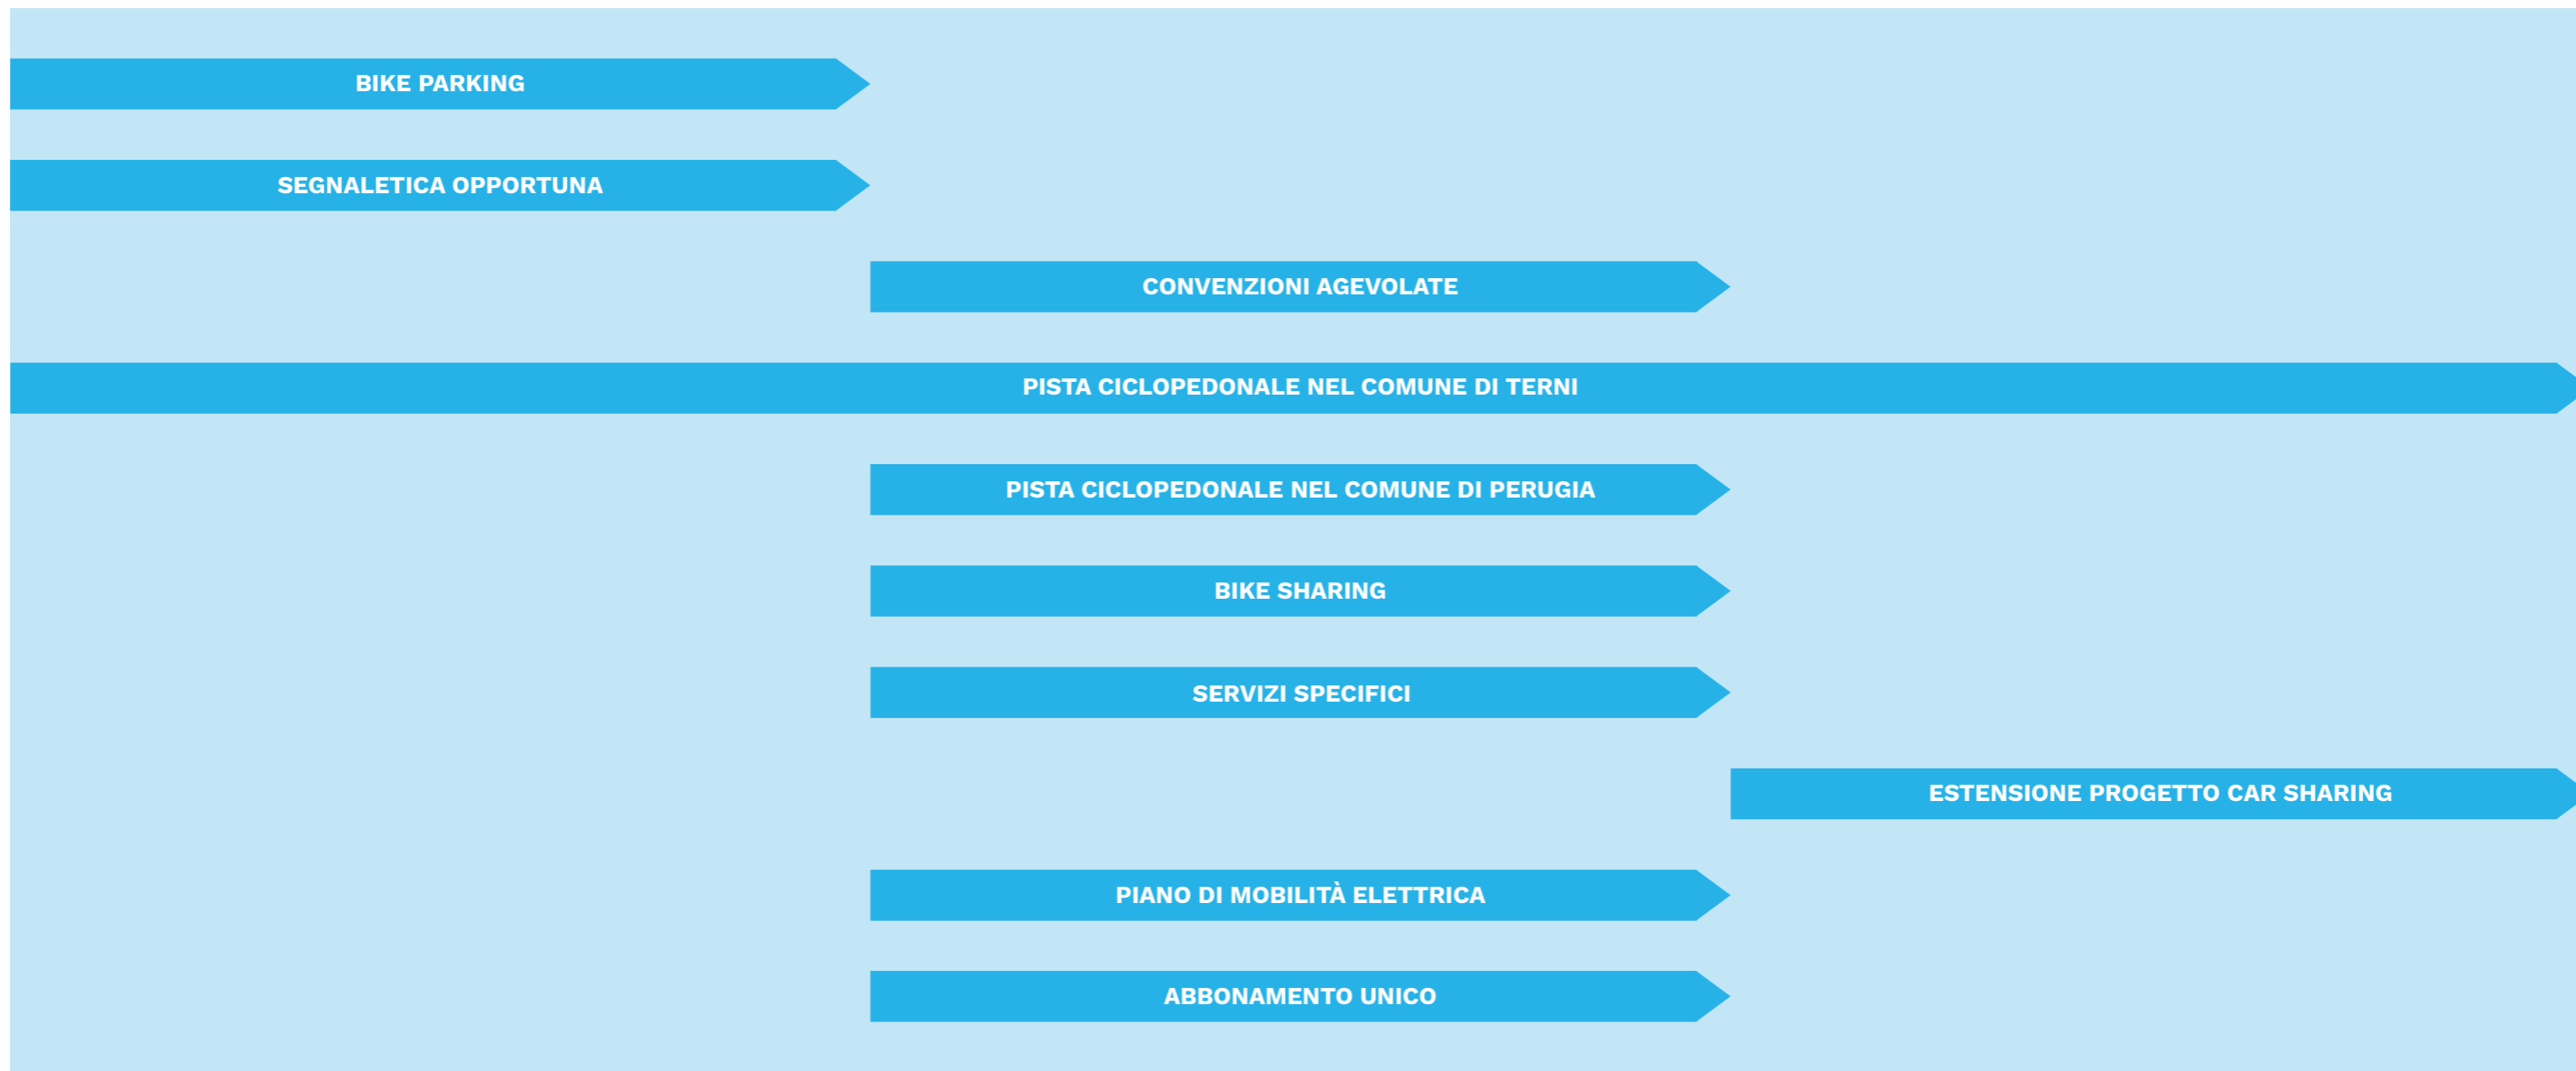 BIKE PARKING
SEGNALETICA OPPORTUNA
CONVENZIONI AGEVOLATE
PISTA CICLOPEDONALE NEL COMUNE DI TERNI
PISTA CICLOPEDONALE NEL COMUNE DI PERUGIA
BIKE SHARING
SERVIZI SPECIFICI
ESTENSIONE PROGETTO CAR SHARING
PIANO DI MOBILITÀ ELETTRICA
ABBONAMENTO UNICO